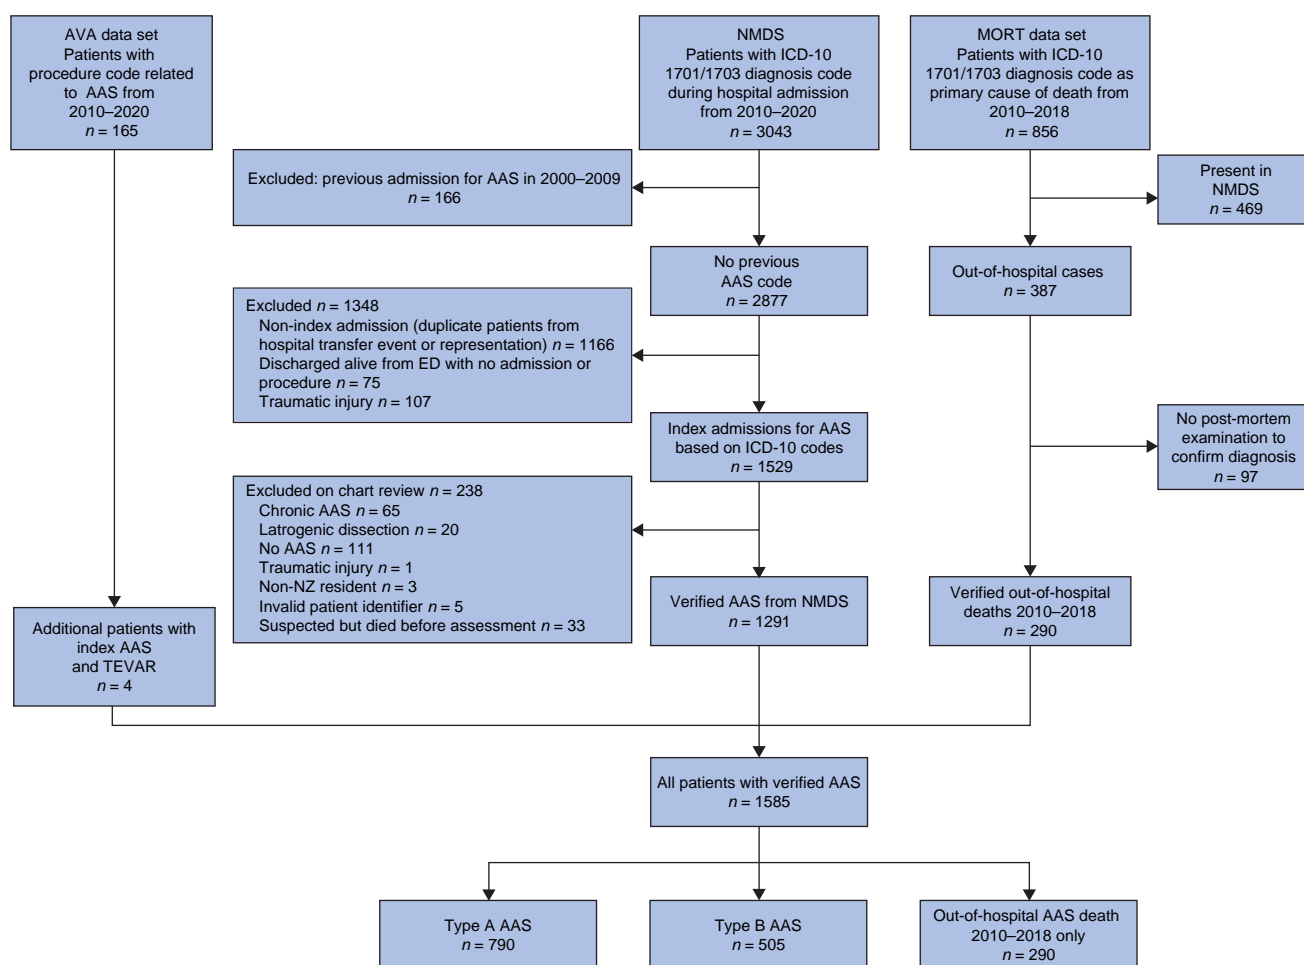 AVA data set
Patients with
procedure code related
to AAS from
2010–2020
n = 165
NMDS
Patients with ICD-10
1701/1703 diagnosis code
during hospital admission
from 2010–2020
n = 3043
MORT data set
Patients with ICD-10
1701/1703 diagnosis code as
primary cause of death from
2010–2018
n = 856
Excluded: previous admission for AAS in 2000–2009
n = 166
Present in
NMDS
n = 469
No previous
AAS code
n = 2877
Out-of-hospital cases
n = 387
Excluded n = 1348
Non-index admission (duplicate patients from
hospital transfer event or representation) n = 1166
Discharged alive from ED with no admission or
procedure n = 75
Traumatic injury n = 107
Index admissions for AAS
based on ICD-10 codes
n = 1529
No post-mortem
examination to
confirm diagnosis
n = 97
Excluded on chart review n = 238
Chronic AAS n = 65
Latrogenic dissection n = 20
No AAS n = 111
Traumatic injury n = 1
Non-NZ resident n = 3
Invalid patient identifier n = 5
Suspected but died before assessment n = 33
Verified AAS from NMDS
n = 1291
Verified out-of-hospital
deaths 2010–2018
n = 290
Additional patients with
index AAS
and TEVAR
n = 4
All patients with verified AAS
n = 1585
Type A AAS
n = 790
Type B AAS
n = 505
Out-of-hospital AAS death
2010–2018 only
n = 290